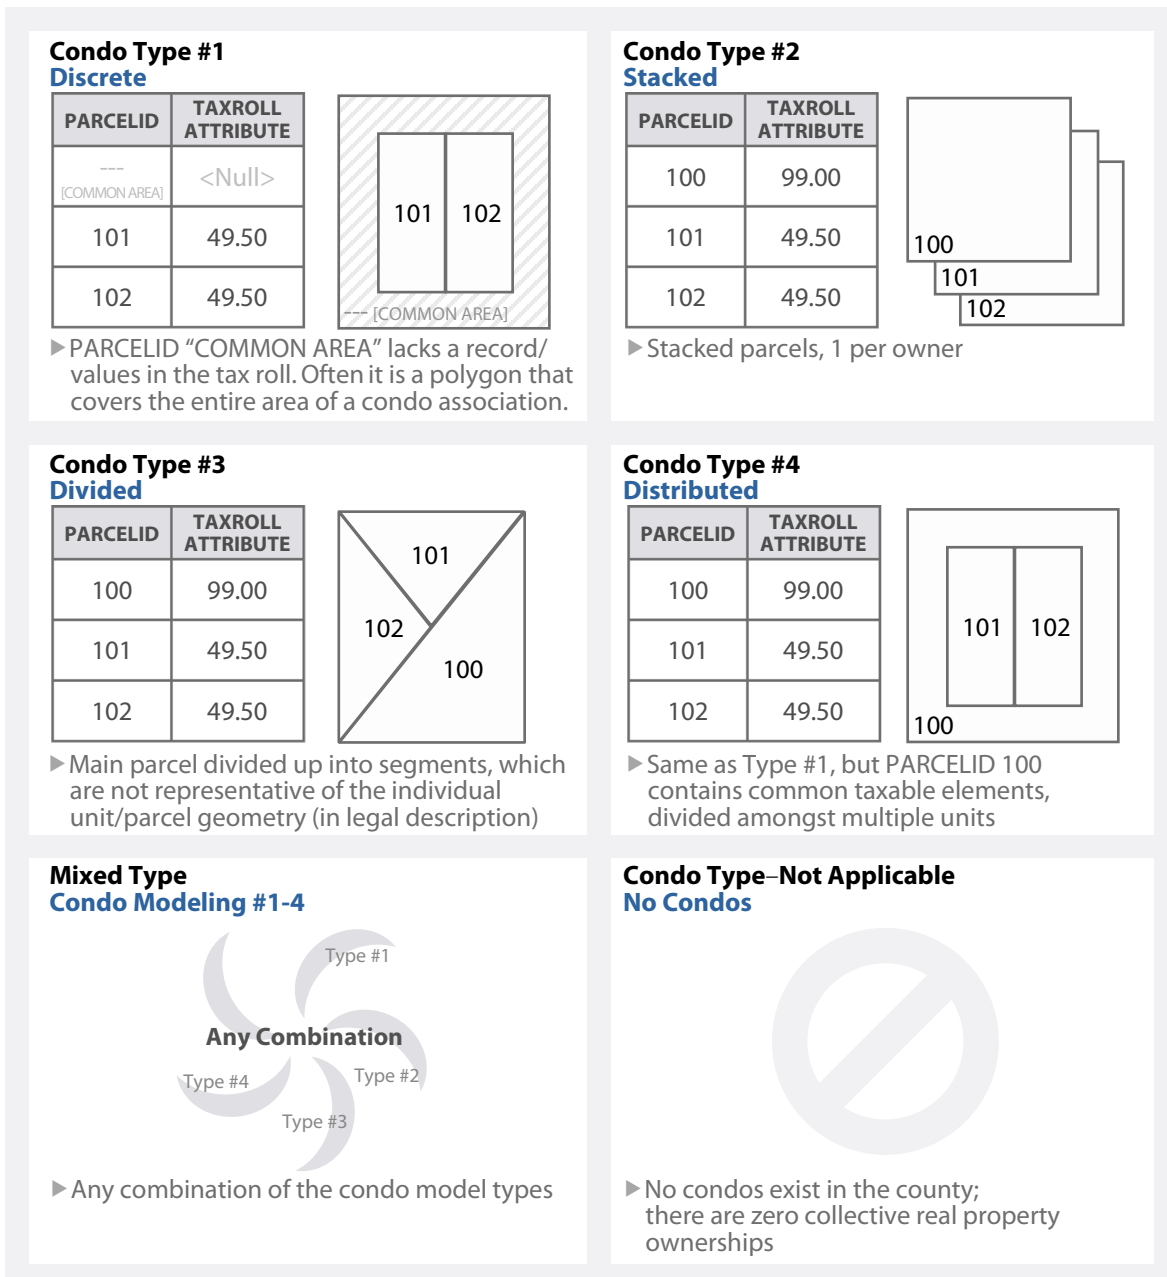 Condo Type #1
Discrete
PARCELID
TAXROLL
ATTRIBUTE
---
[COMMON AREA]
<Null>
101
49.50
102
49.50
101
102
--- [COMMON AREA]
PARCELID “COMMON AREA” lacks a record/
values in the tax roll. Often it is a polygon that
covers the entire area of a condo association.
Condo Type #2
Stacked
PARCELID
TAXROLL
ATTRIBUTE
100
99.00
101
49.50
102
49.50
100
101
102
Stacked parcels, 1 per owner
Condo Type #3
Divided
PARCELID
TAXROLL
ATTRIBUTE
100
99.00
101
49.50
102
49.50
101
102
100
Main parcel divided up into segments, which
are not representative of the individual
unit/parcel geometry (in legal description)
Condo Type #4
Distributed
PARCELID
TAXROLL
ATTRIBUTE
100
99.00
101
49.50
102
49.50
101
102
100
Same as Type #1, but PARCELID 100
contains common taxable elements,
divided amongst multiple units
Mixed Type
Condo Modeling #1-4
Type #1
Any Combination
Type #2
Type #4
Type #3
Any combination of the condo model types
Condo Type–Not Applicable
No Condos
No condos exist in the county;
there are zero collective real property
ownerships